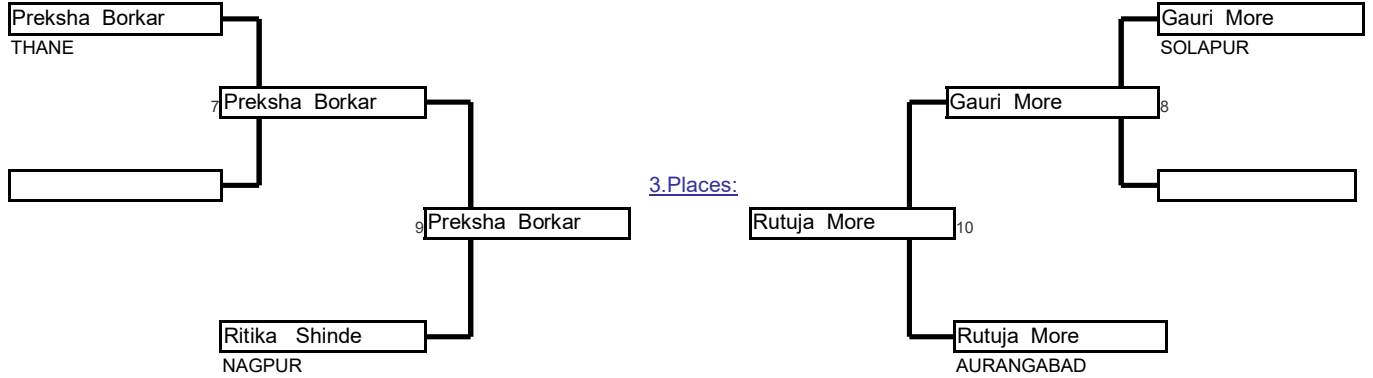 Preksha Borkar
THANE
7 Preksha Borkar
9 Preksha Borkar
Ritika Shinde
NAGPUR
3.Places:
Gauri More
SOLAPUR
Gauri More 8
Rutuja More 10
Rutuja More
AURANGABAD